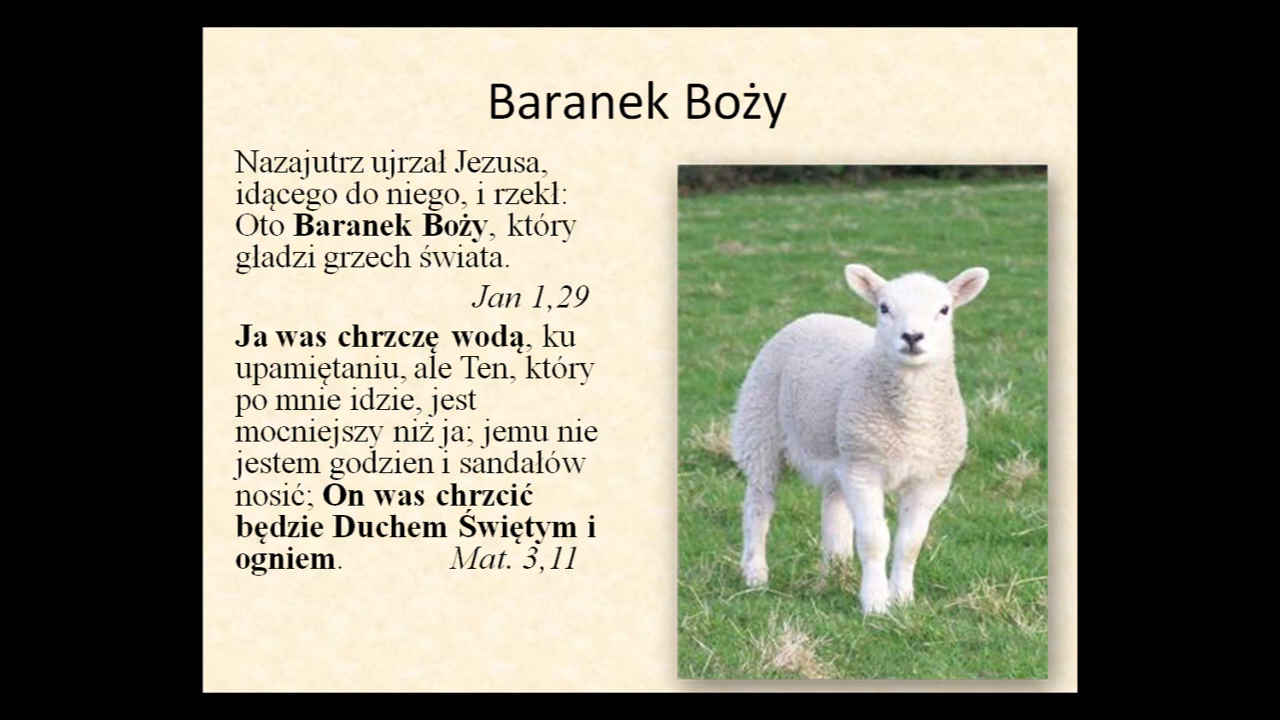 Baranek Boży
Nazajutrz ujrzał Jezusa,
idącego do niego, i rzekł:
Oto Baranek Boży, który
gładzi grzech świata.
Jan 1,29
Ja was chrzczę wodą, ku
upamiętaniu, ale Ten, który
po mnie idzie, jest
mocniejszy niż ja; jemu nie
jestem godzien i sandałów
nosić; On was chrzcić
będzie Duchem Świętym i
ogniem. Mat. 3,11